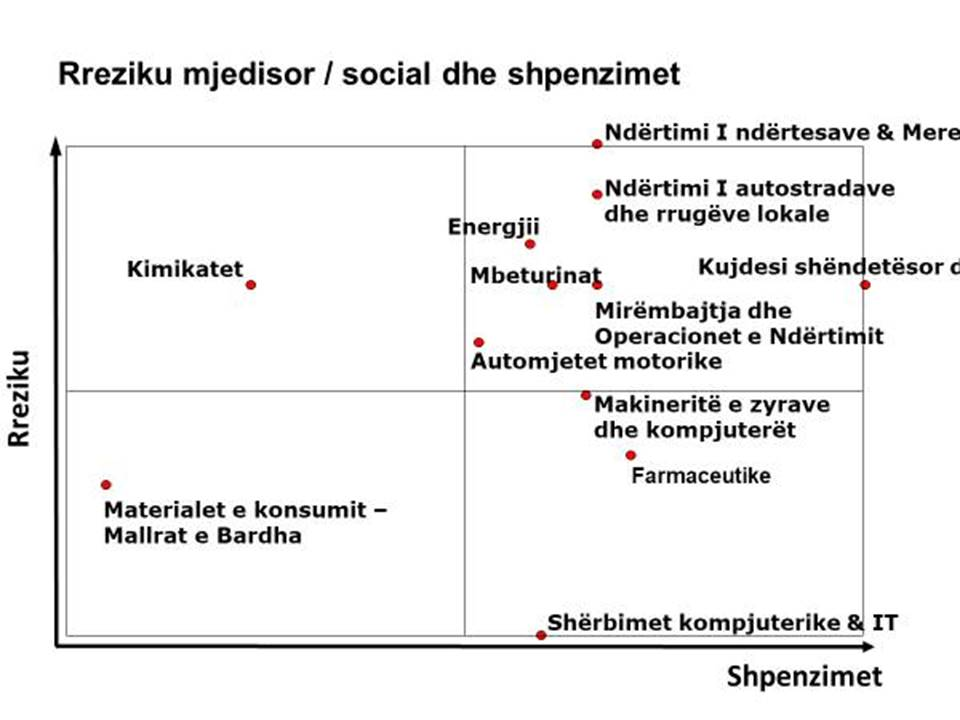 Rreziku mjedisor / social dhe shpenzimet
Ndërtimi I ndërtesave & Mere
Ndërtimi I autostradave
dhe rrugëve lokale
Energjii
Kimikatet
Mbeturinat
Kujdesi shëndetësor d
Mirëmbajtja dhe
Operacionet e Ndërtimit
Automjetet motorike
Rreziku
Makineritë e zyrave
dhe kompjuterët
Farmaceutike
Materialet e konsumit –
Mallrat e Bardha
Shërbimet kompjuterike & IT
Shpenzimet